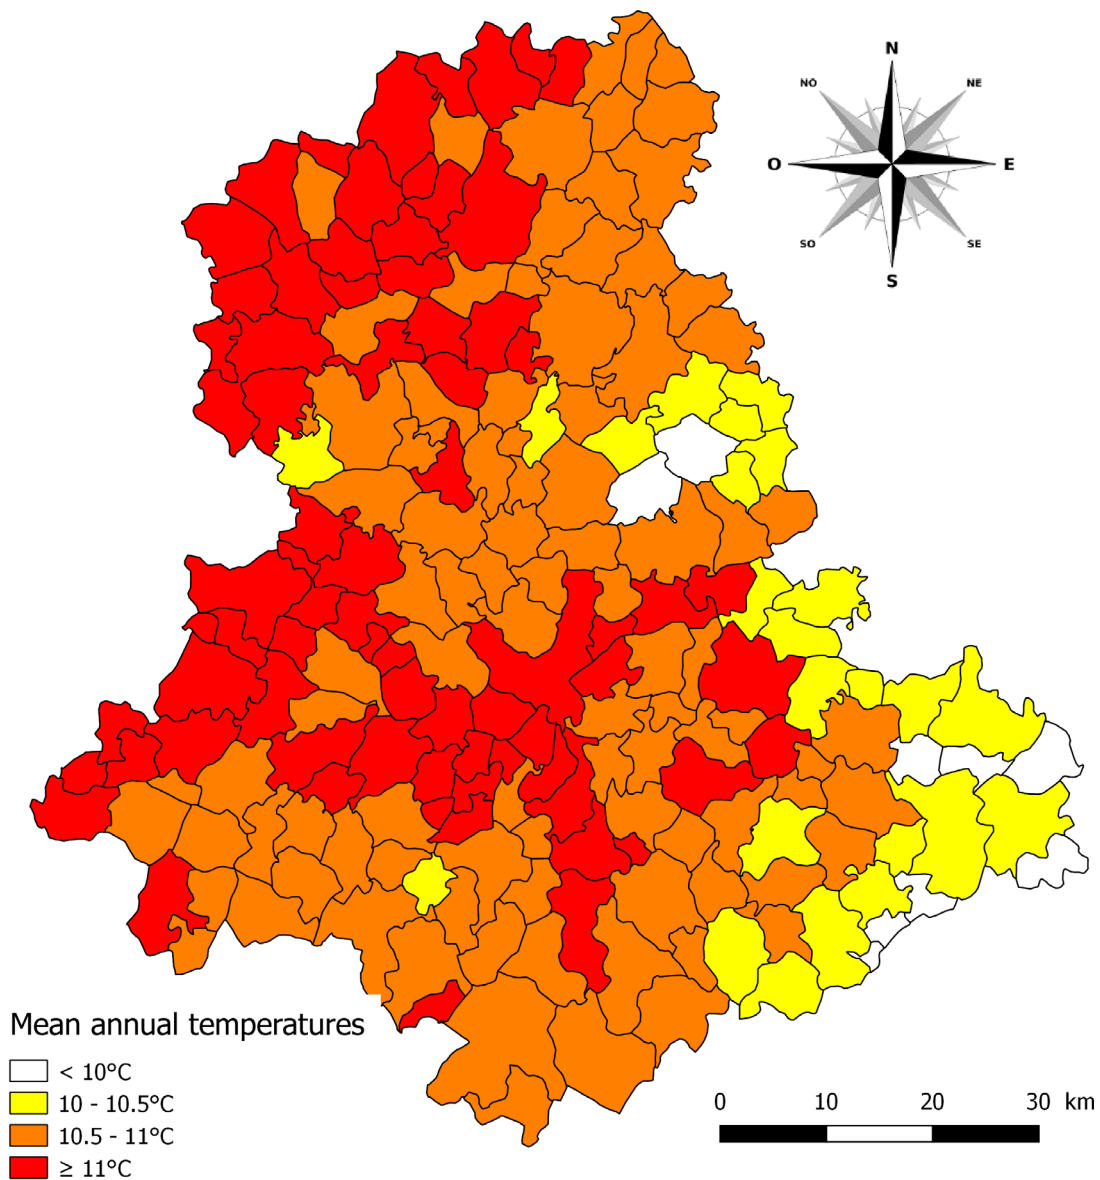 N
NO
NE
O
E
SO
SE
S
Mean annual temperatures
< 10°C
10 - 10.5°C
10.5 - 11°C
≥ 11°C
0 10 20 30 km